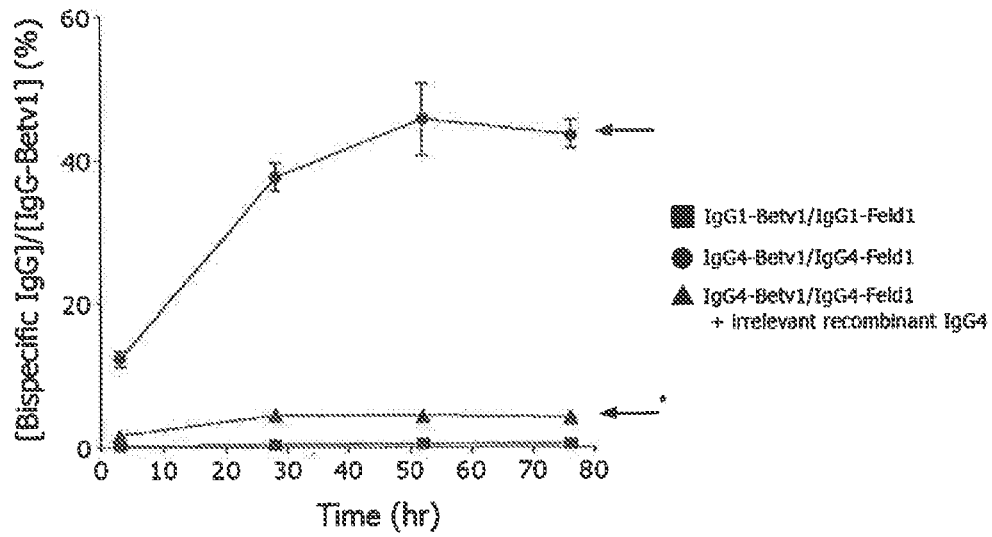 [Bispecific IgG]/[IgG-Betv1] (%)
60
40
20
0
0 10 20 30 40 50 60 70 80
Time (hr)
IgG1-Betv1/IgG1-Feld1
IgG4-Betv1/IgG4-Feld1
IgG4-Betv1/IgG4-Feld1
+ irrelevant recombinant IgG4